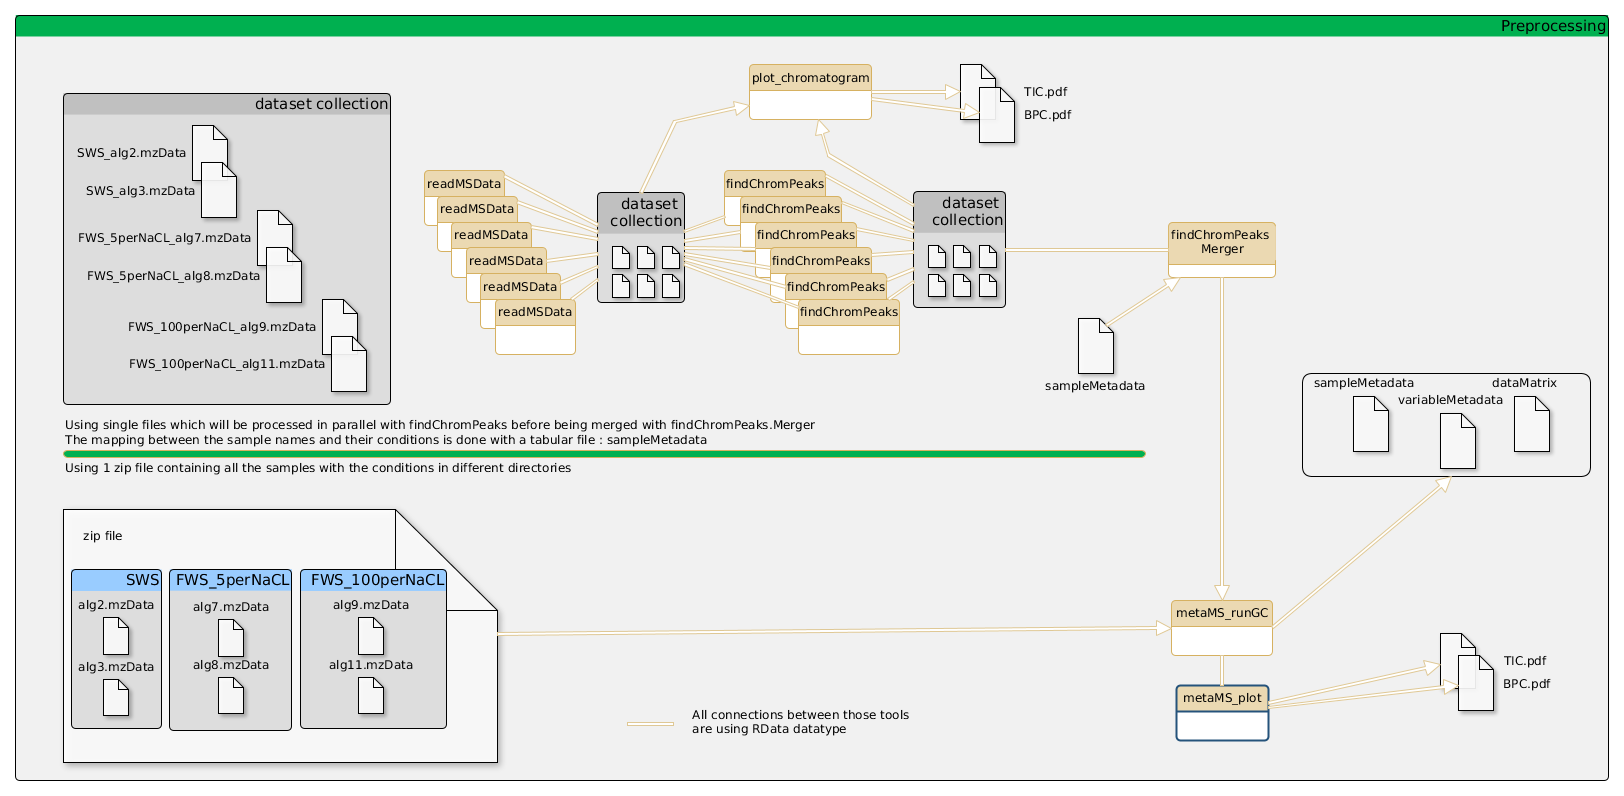 Preprocessing
dataset collection
SWS_alg2.mzData
SWS_alg3.mzData
FWS_5perNaCL_alg7.mzData
FWS_5perNaCL_alg8.mzData
FWS_100perNaCL_alg9.mzData
FWS_100perNaCL_alg11.mzData
readMSData
readMSData
readMSData
readMSData
readMSData
readMSData
dataset
collection
plot_chromatogram
TIC.pdf
BPC.pdf
findChromPeaks
findChromPeaks
findChromPeaks
findChromPeaks
findChromPeaks
findChromPeaks
dataset
collection
findChromPeaks
Merger
sampleMetadata
Using single files which will be processed in parallel with findChromPeaks before being merged with findChromPeaks.Merger
The mapping between the sample names and their conditions is done with a tabular file : sampleMetadata
Using 1 zip file containing all the samples with the conditions in different directories
sampleMetadata
variableMetadata
dataMatrix
zip file
SWS
alg2.mzData
alg3.mzData
FWS_5perNaCL
alg7.mzData
alg8.mzData
FWS_100perNaCL
alg9.mzData
alg11.mzData
metaMS_runGC
metaMS_plot
TIC.pdf
BPC.pdf
All connections between those tools
are using RData datatype